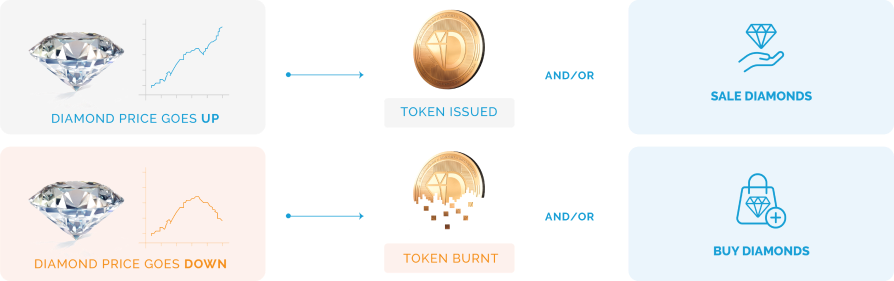 DIAMOND PRICE GOES UP
TOKEN ISSUED
AND/OR
SALE DIAMONDS
DIAMOND PRICE GOES DOWN
TOKEN BURNT
AND/OR
BUY DIAMONDS